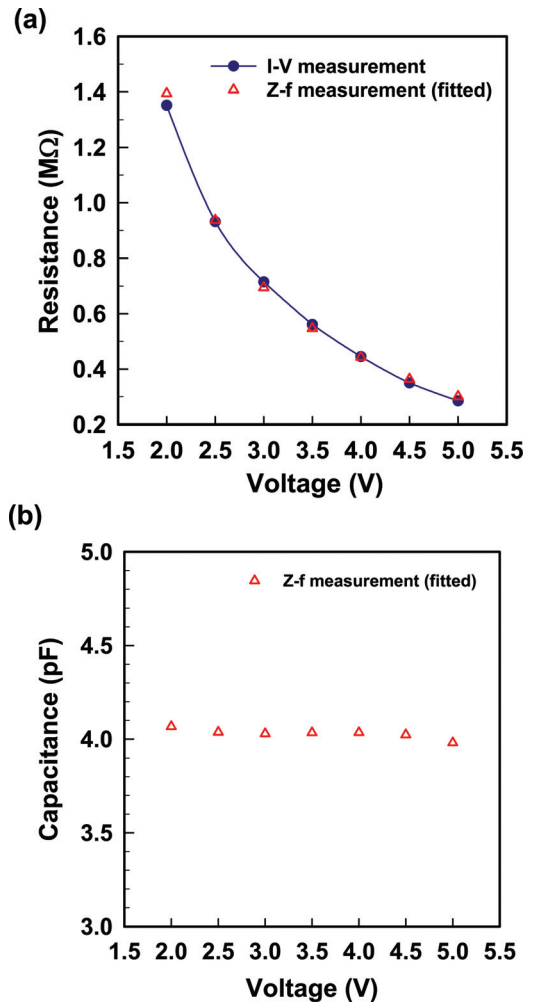 (a)
1.6
1.4
1.2
1.0
0.8
0.6
0.4
0.2
Resistance (MΩ)
I-V measurement
Z-f measurement (fitted)
1.5 2.0 2.5 3.0 3.5 4.0 4.5 5.0 5.5
Voltage (V)
(b)
5.0
4.5
4.0
3.5
3.0
Capacitance (pF)
Z-f measurement (fitted)
1.5 2.0 2.5 3.0 3.5 4.0 4.5 5.0 5.5
Voltage (V)